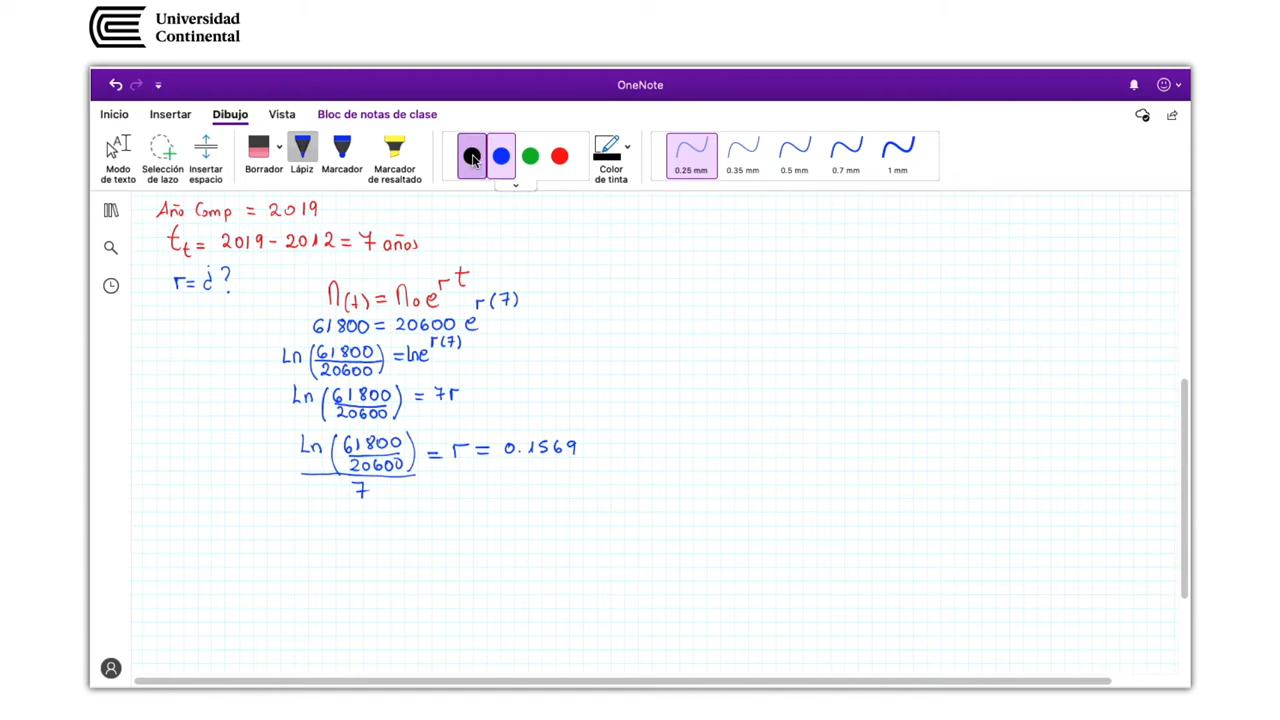 Universidad
Continental
OneNote
Inicio Insertar Dibujo Vista Bloc de notas de clase
Modo de texto
Selección de lazo
Insertar espacio
Borrador
Lápiz
Marcador
Marcador de resaltado
Color de tinta
0.25 mm 0.35 mm 0.5 mm 0.7 mm 1 mm
Año Comp = 2019
t_t = 2019 - 2012 = 7 años
r = ¿?
n(t) = n₀e^(r t)
61800 = 20600 e^(r(7))
Ln (61800/20600) = lne^(r(7))
Ln (61800/20600) = 7r
Ln (61800/20600) / 7 = r = 0.1569